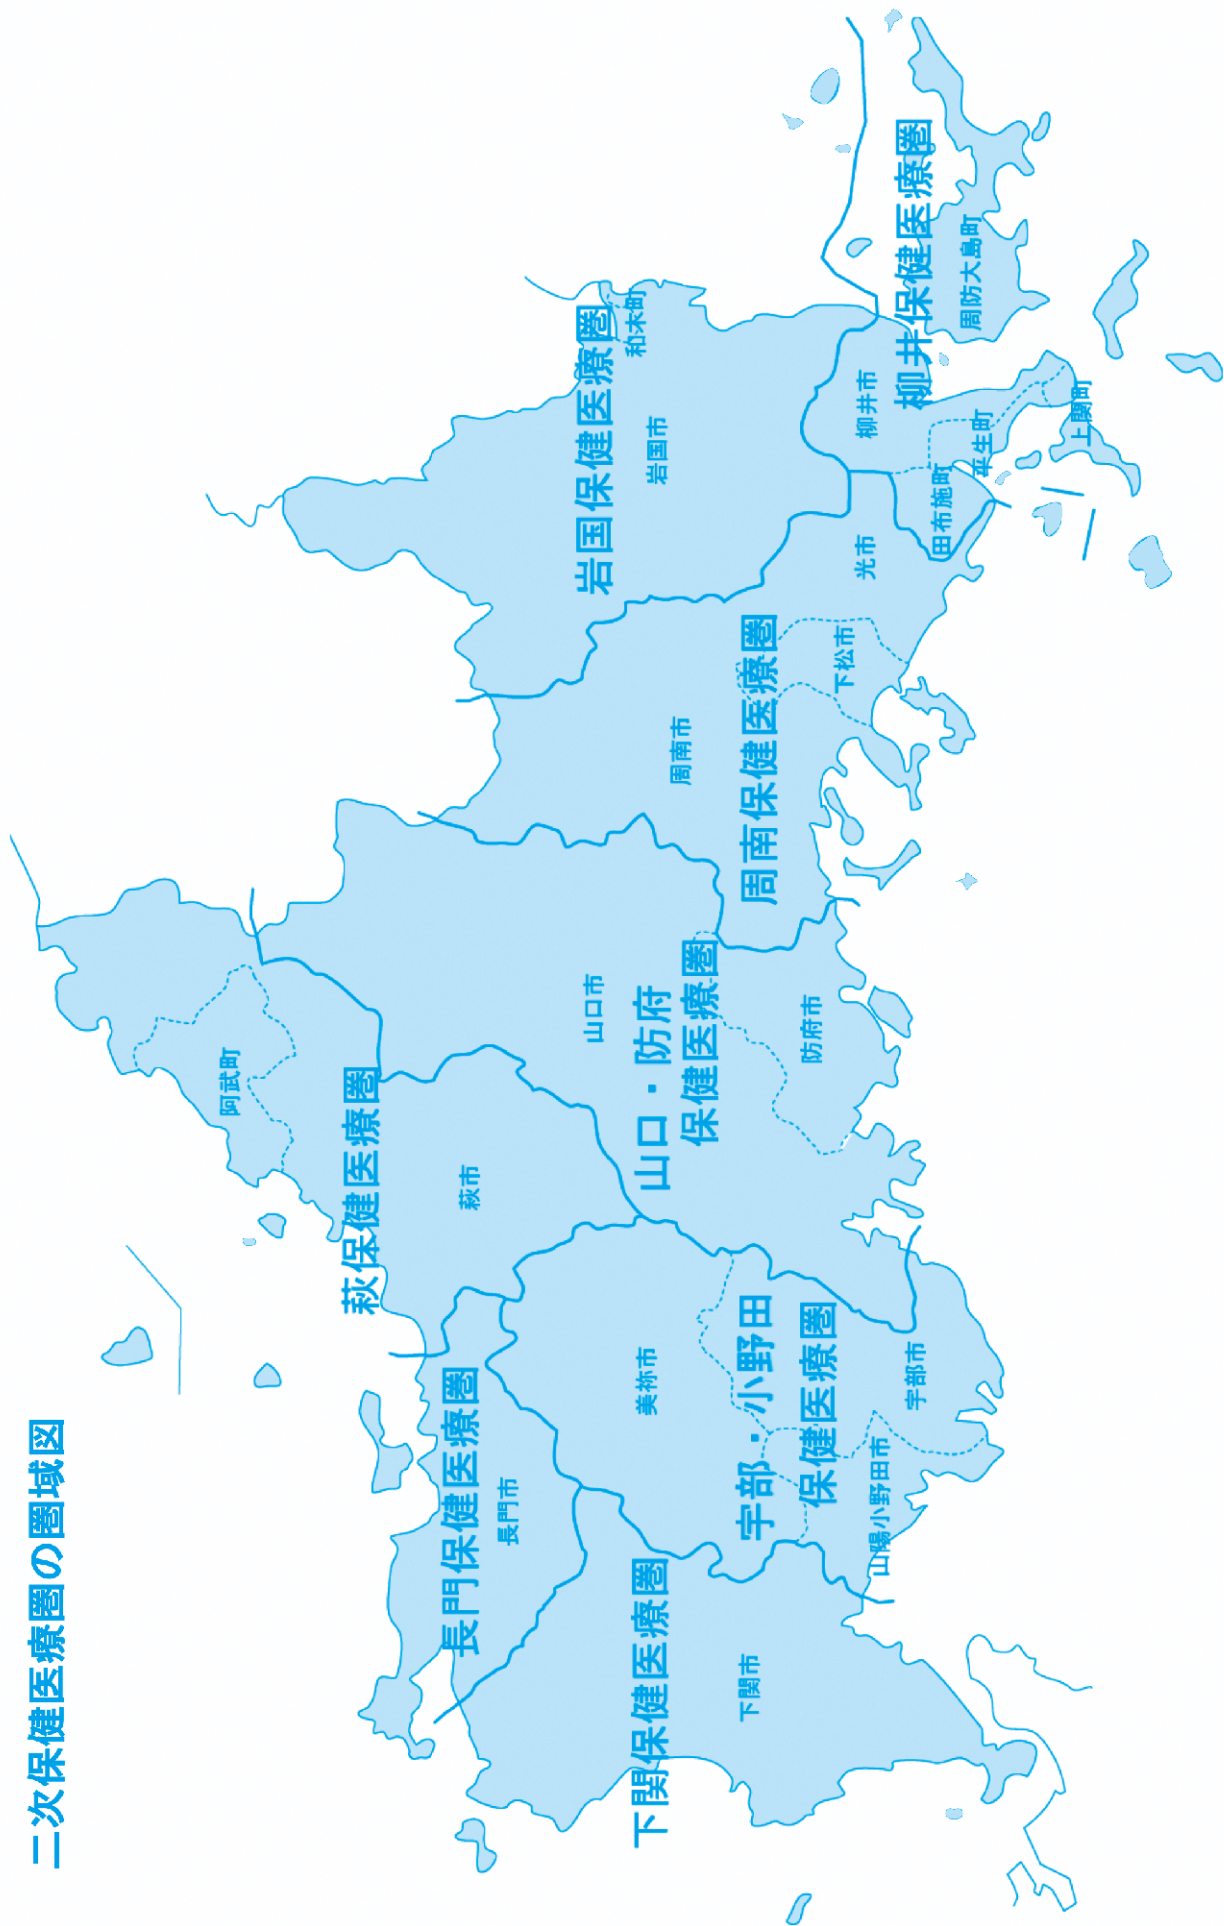 二次保健医療圏の圏域図
阿武町
萩保健医療圏
萩市
長門保健医療圏
長門市
岩国保健医療圏
和木町
岩国市
山口市
山口・防府
保健医療圏
防府市
周南市
周南保健医療圏
下松市
光市
美祢市
宇部・小野田
保健医療圏
宇部市
山陽小野田市
下関保健医療圏
下関市
柳井保健医療圏
柳井市
周防大島町
田布施町
平生町
上関町